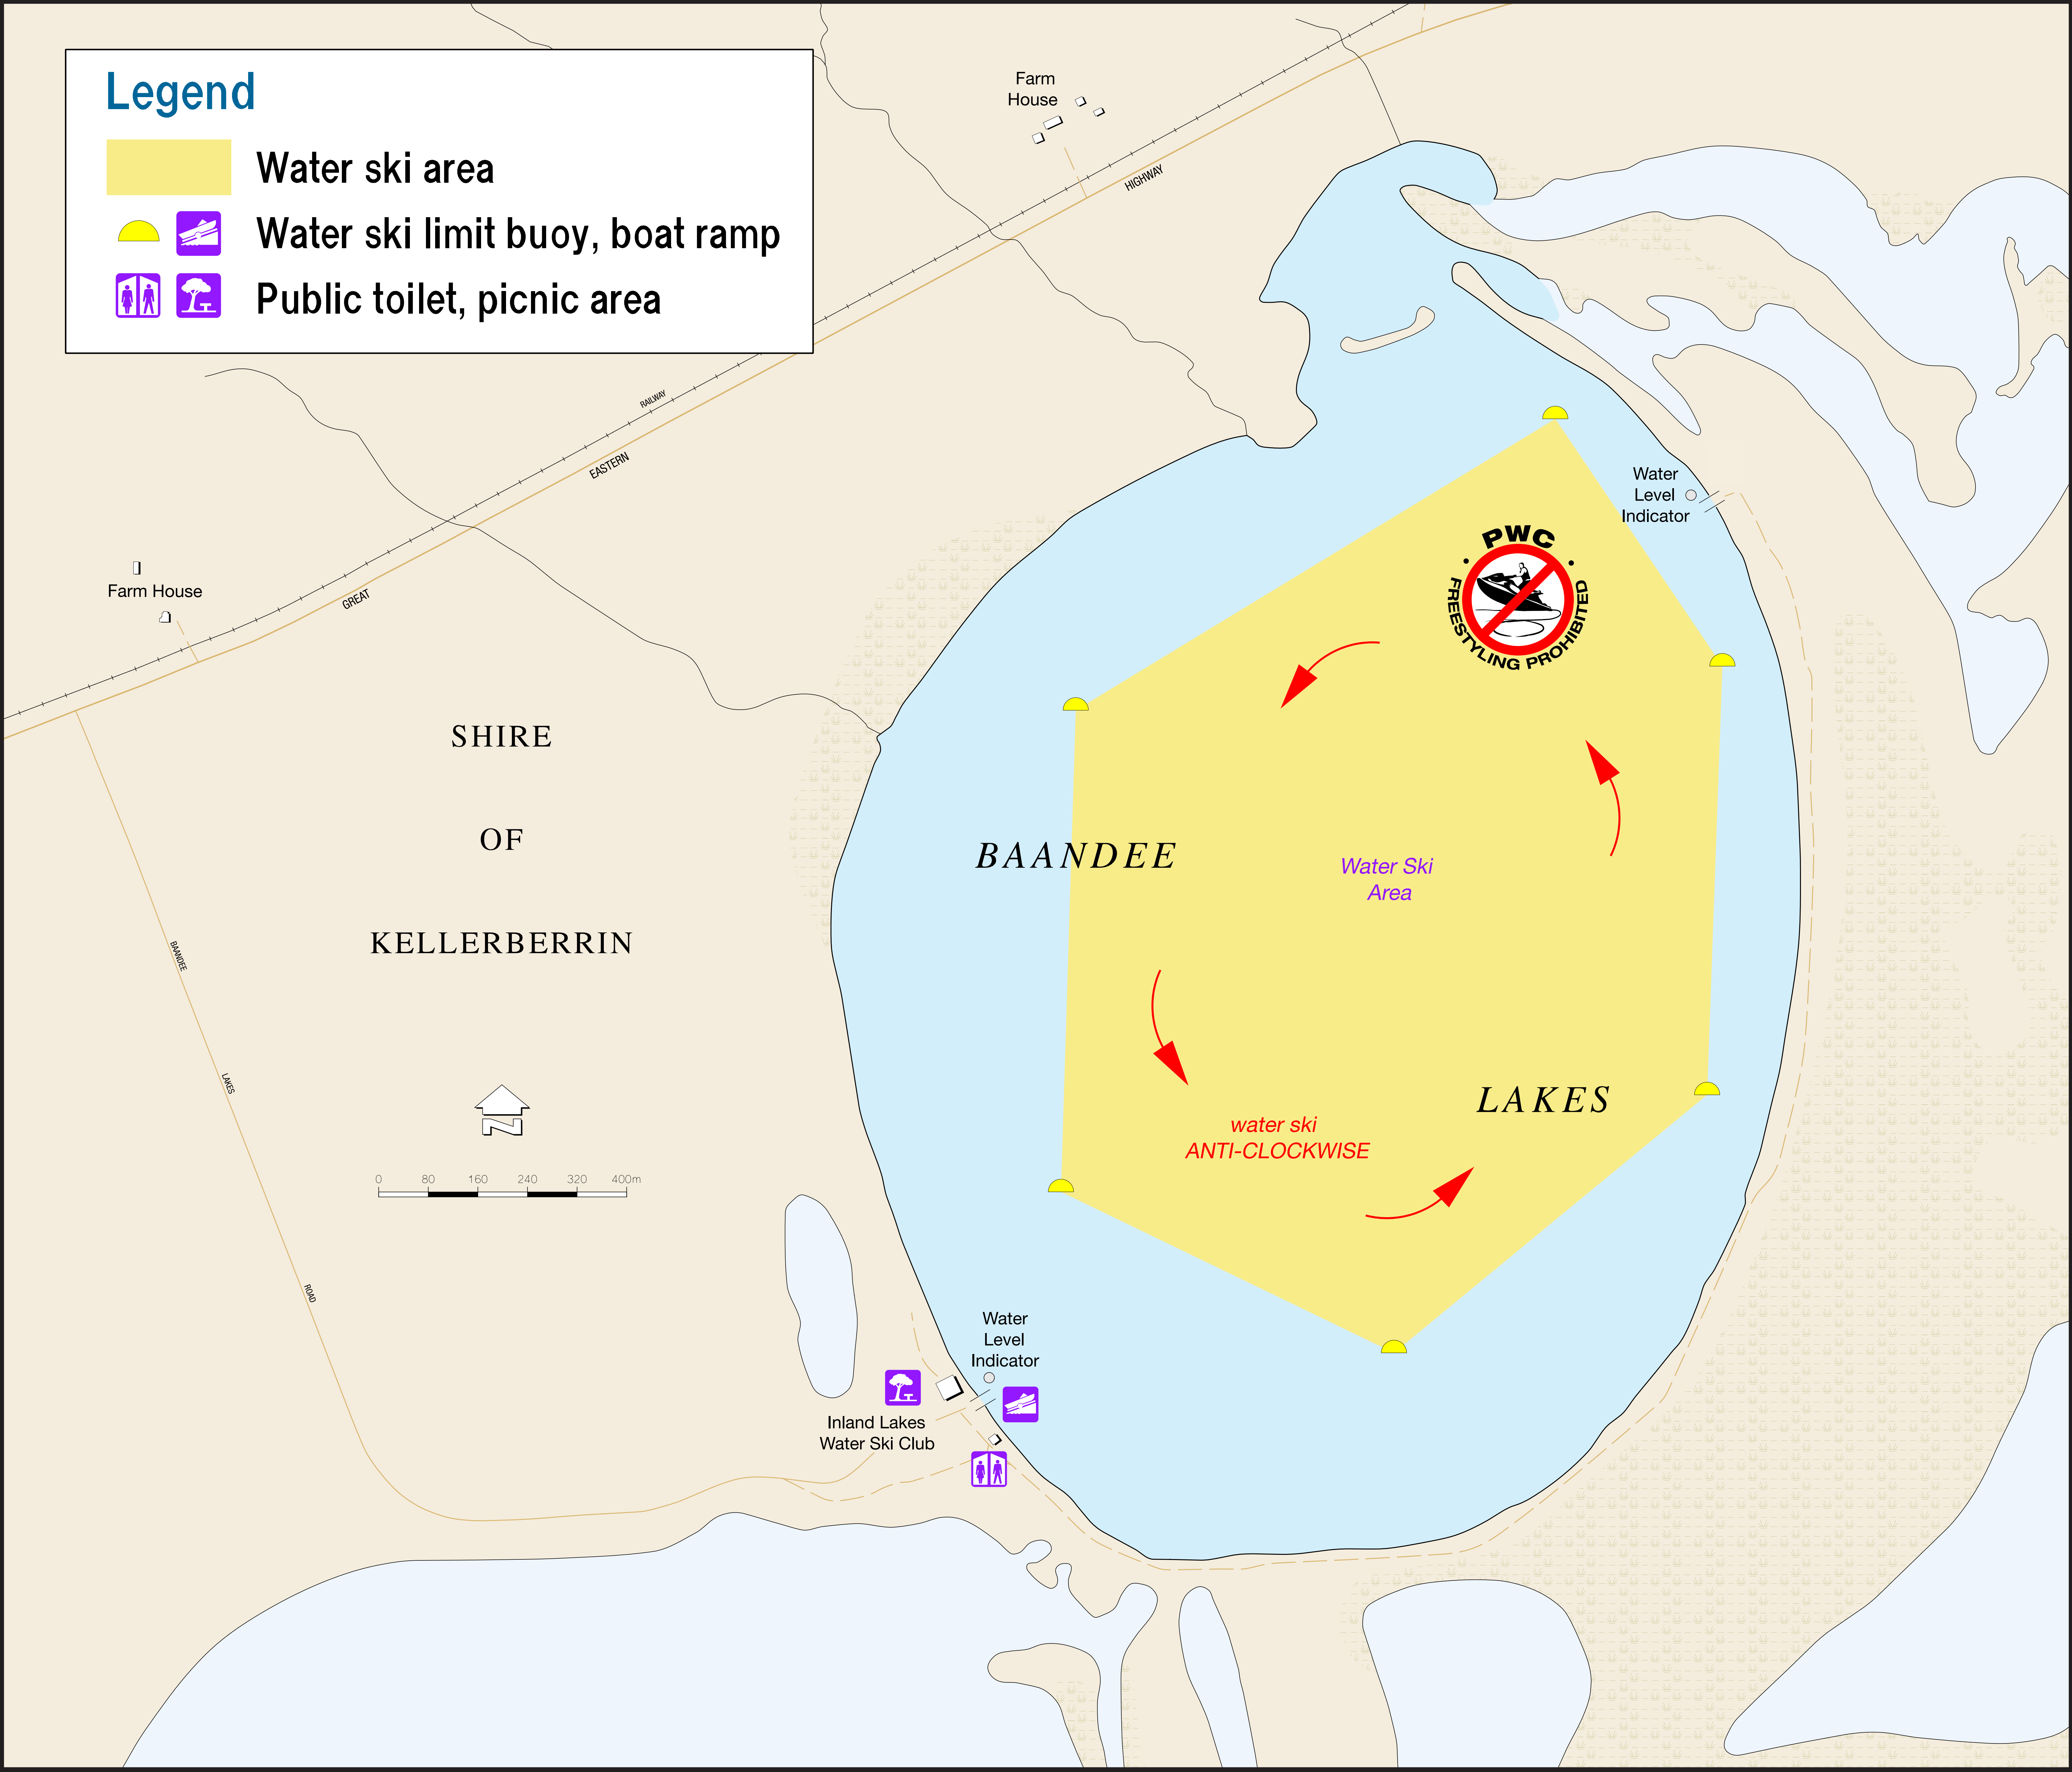 Legend
Water ski area
Water ski limit buoy, boat ramp
Public toilet, picnic area
Farm
House
HIGHWAY
RAILWAY
EASTERN
GREAT
Farm House
Water
Level
Indicator
PWC
FREESTYLING PROHIBITED
SHIRE
OF
KELLERBERRIN
BAANDEE
Water Ski
Area
BAANDEE
LAKES
ROAD
N
0 80 160 240 320 400m
LAKES
water ski
ANTI-CLOCKWISE
Water
Level
Indicator
Inland Lakes
Water Ski Club